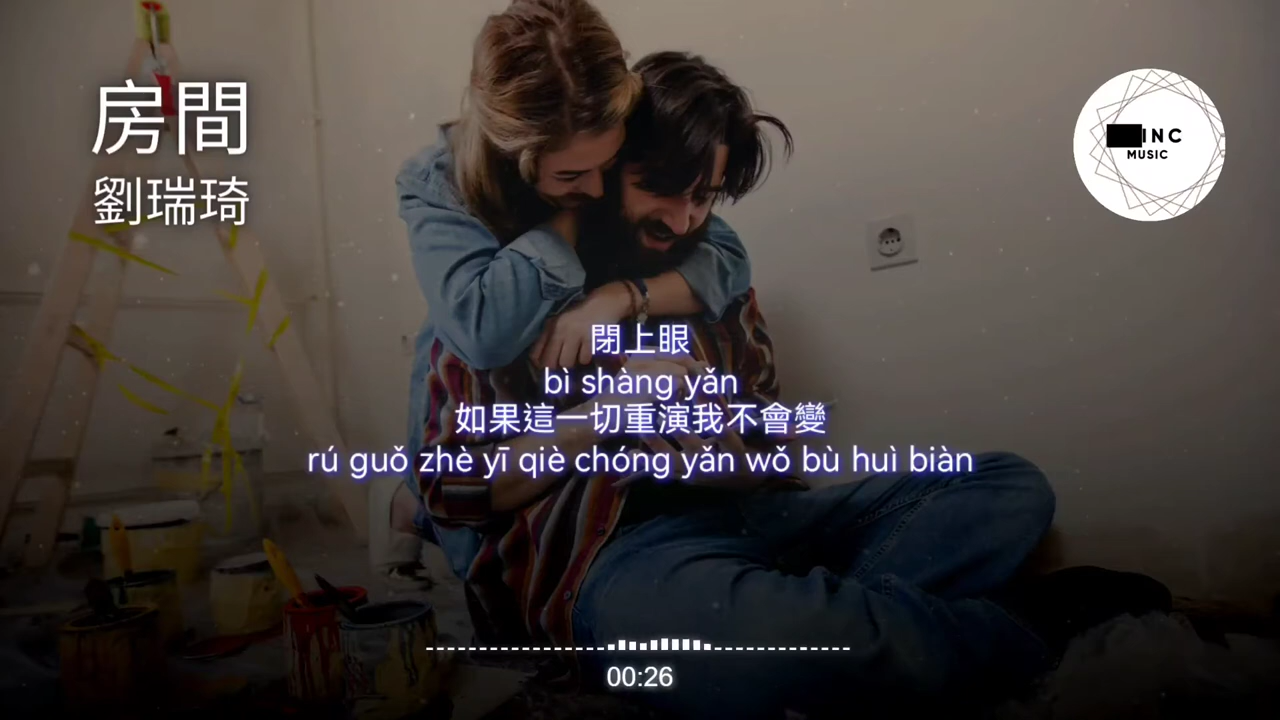 房間
劉瑞琦
INC
MUSIC
閉上眼
bì shàng yǎn
如果這一切重演我不會變
rú guǒ zhè yī qiè chóng yǎn wǒ bù huì biàn
00:26